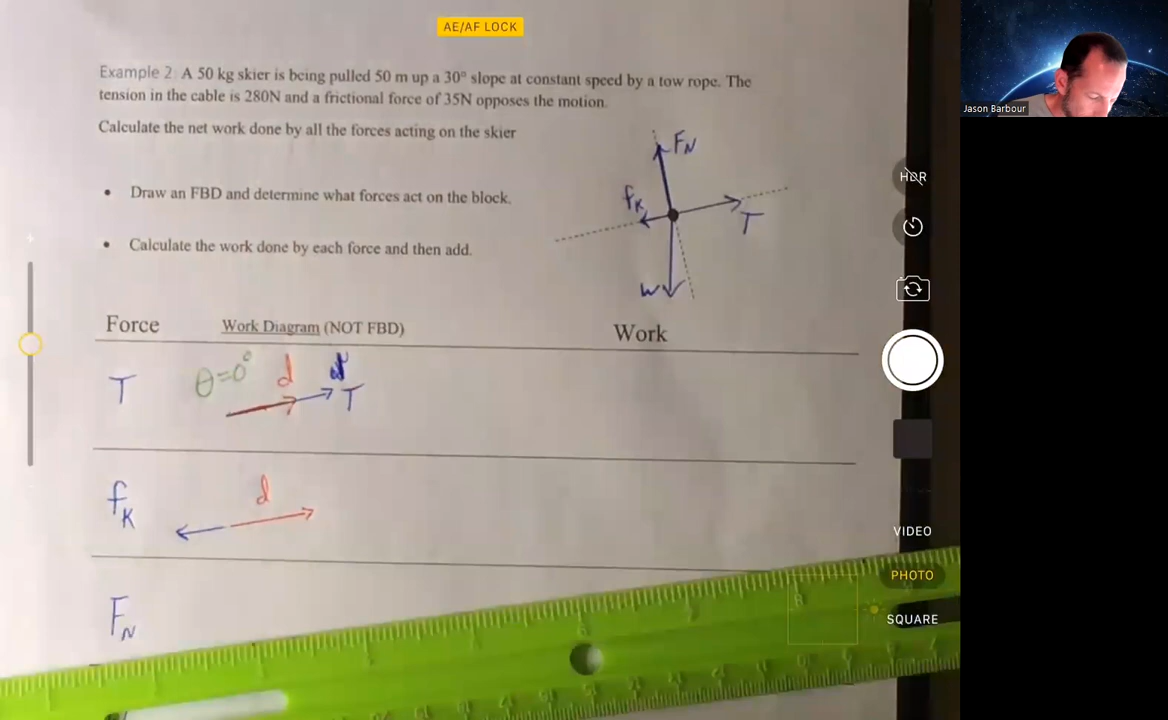 AE/AF LOCK
Example 2. A 50 kg skier is being pulled 50 m up a 30° slope at constant speed by a tow rope. The
tension in the cable is 280N and a frictional force of 35N opposes the motion.
Calculate the net work done by all the forces acting on the skier
• Draw an FBD and determine what forces act on the block.
• Calculate the work done by each force and then add.
FN
fK
T
W
Force Work Diagram (NOT FBD) Work
T θ=0° d T
fK d
FN
Jason Barbour
HDR
VIDEO
PHOTO
SQUARE